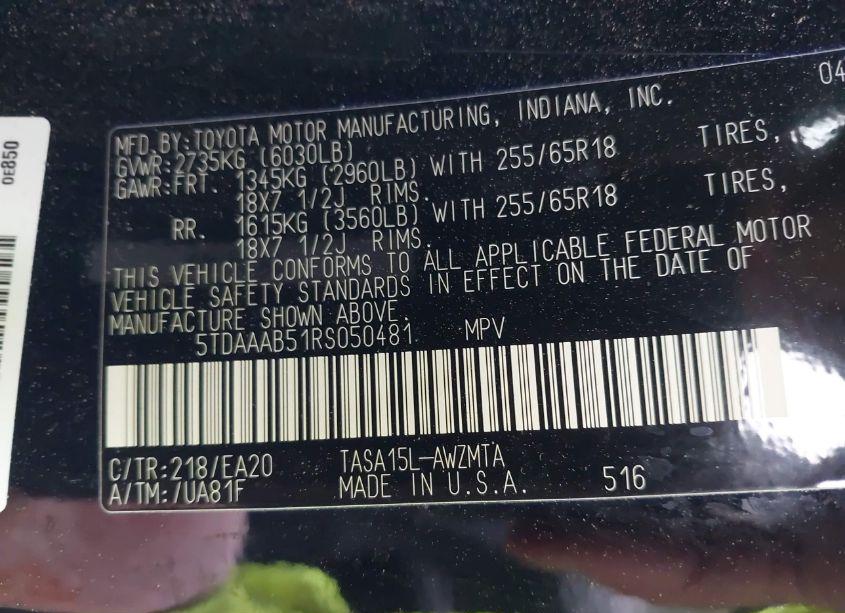 04
MFD.BY:TOYOTA MOTOR MANUFACTURING, INDIANA, INC.
GVWR:2735KG (6030LB)
GAWR:FRT. 1345KG (2960LB) WITH 255/65R18 TIRES,
18X7 1/2J RIMS.
RR. 1615KG (3560LB) WITH 255/65R18 TIRES,
18X7 1/2J RIMS.
THIS VEHICLE CONFORMS TO ALL APPLICABLE FEDERAL MOTOR
VEHICLE SAFETY STANDARDS IN EFFECT ON THE DATE OF
MANUFACTURE SHOWN ABOVE.
5TDAAAB51RS050481 MPV
C/TR:218/EA20 TASA15L-AWZMTA
A/TM:/UA81F MADE IN U.S.A. 516
0E850